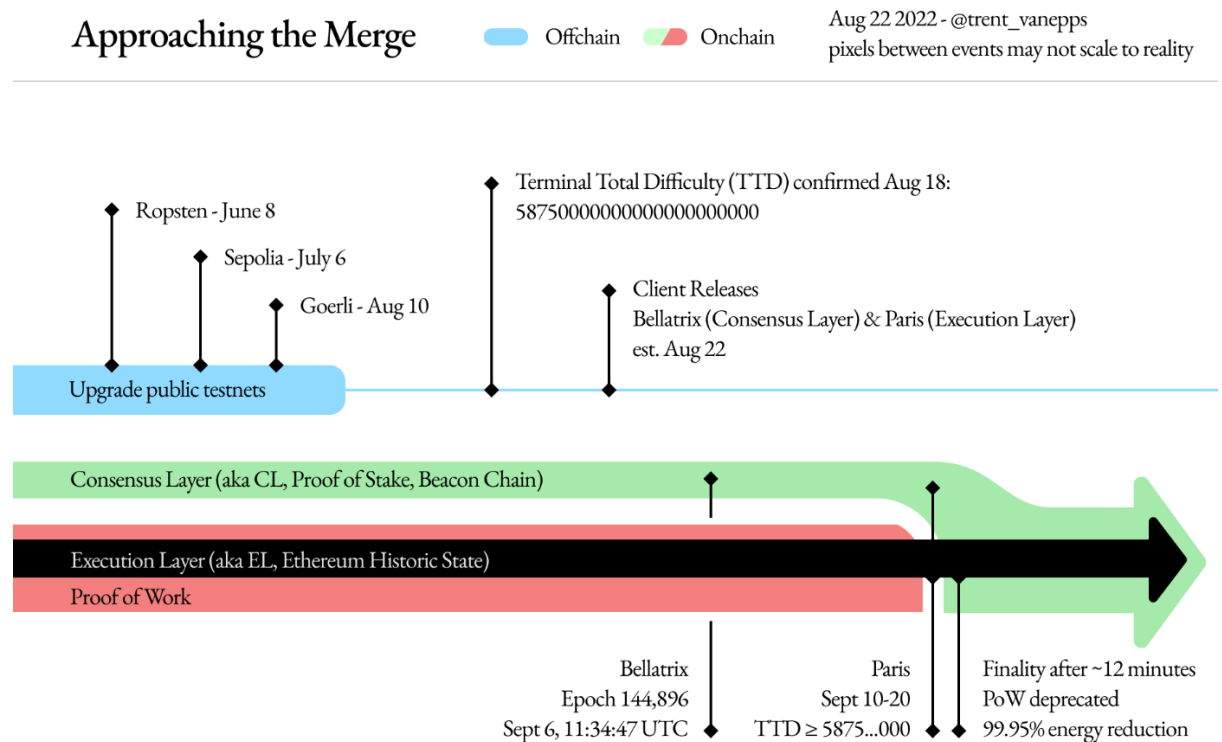 Approaching the Merge
Offchain
Onchain
Aug 22 2022 - @trent_vanepps
pixels between events may not scale to reality
Terminal Total Difficulty (TTD) confirmed Aug 18:
58750000000000000000000
Ropsten - June 8
Sepolia - July 6
Goerli - Aug 10
Client Releases
Bellatrix (Consensus Layer) & Paris (Execution Layer)
est. Aug 22
Upgrade public testnets
Consensus Layer (aka CL, Proof of Stake, Beacon Chain)
Execution Layer (aka EL, Ethereum Historic State)
Proof of Work
Bellatrix
Epoch 144,896
Sept 6, 11:34:47 UTC
Paris
Sept 10-20
TTD ≥ 5875...000
Finality after ~12 minutes
PoW deprecated
99.95% energy reduction